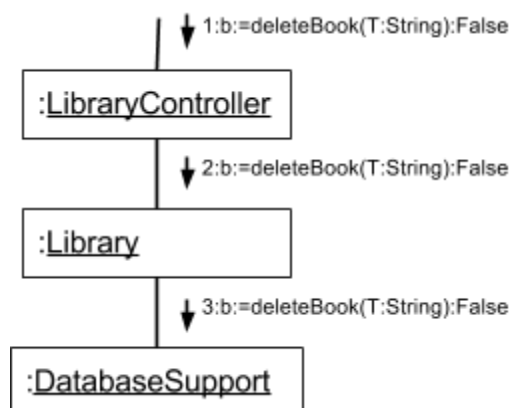 1:b:=deleteBook(T:String):False
:LibraryController
2:b:=deleteBook(T:String):False
:Library
3:b:=deleteBook(T:String):False
:DatabaseSupport